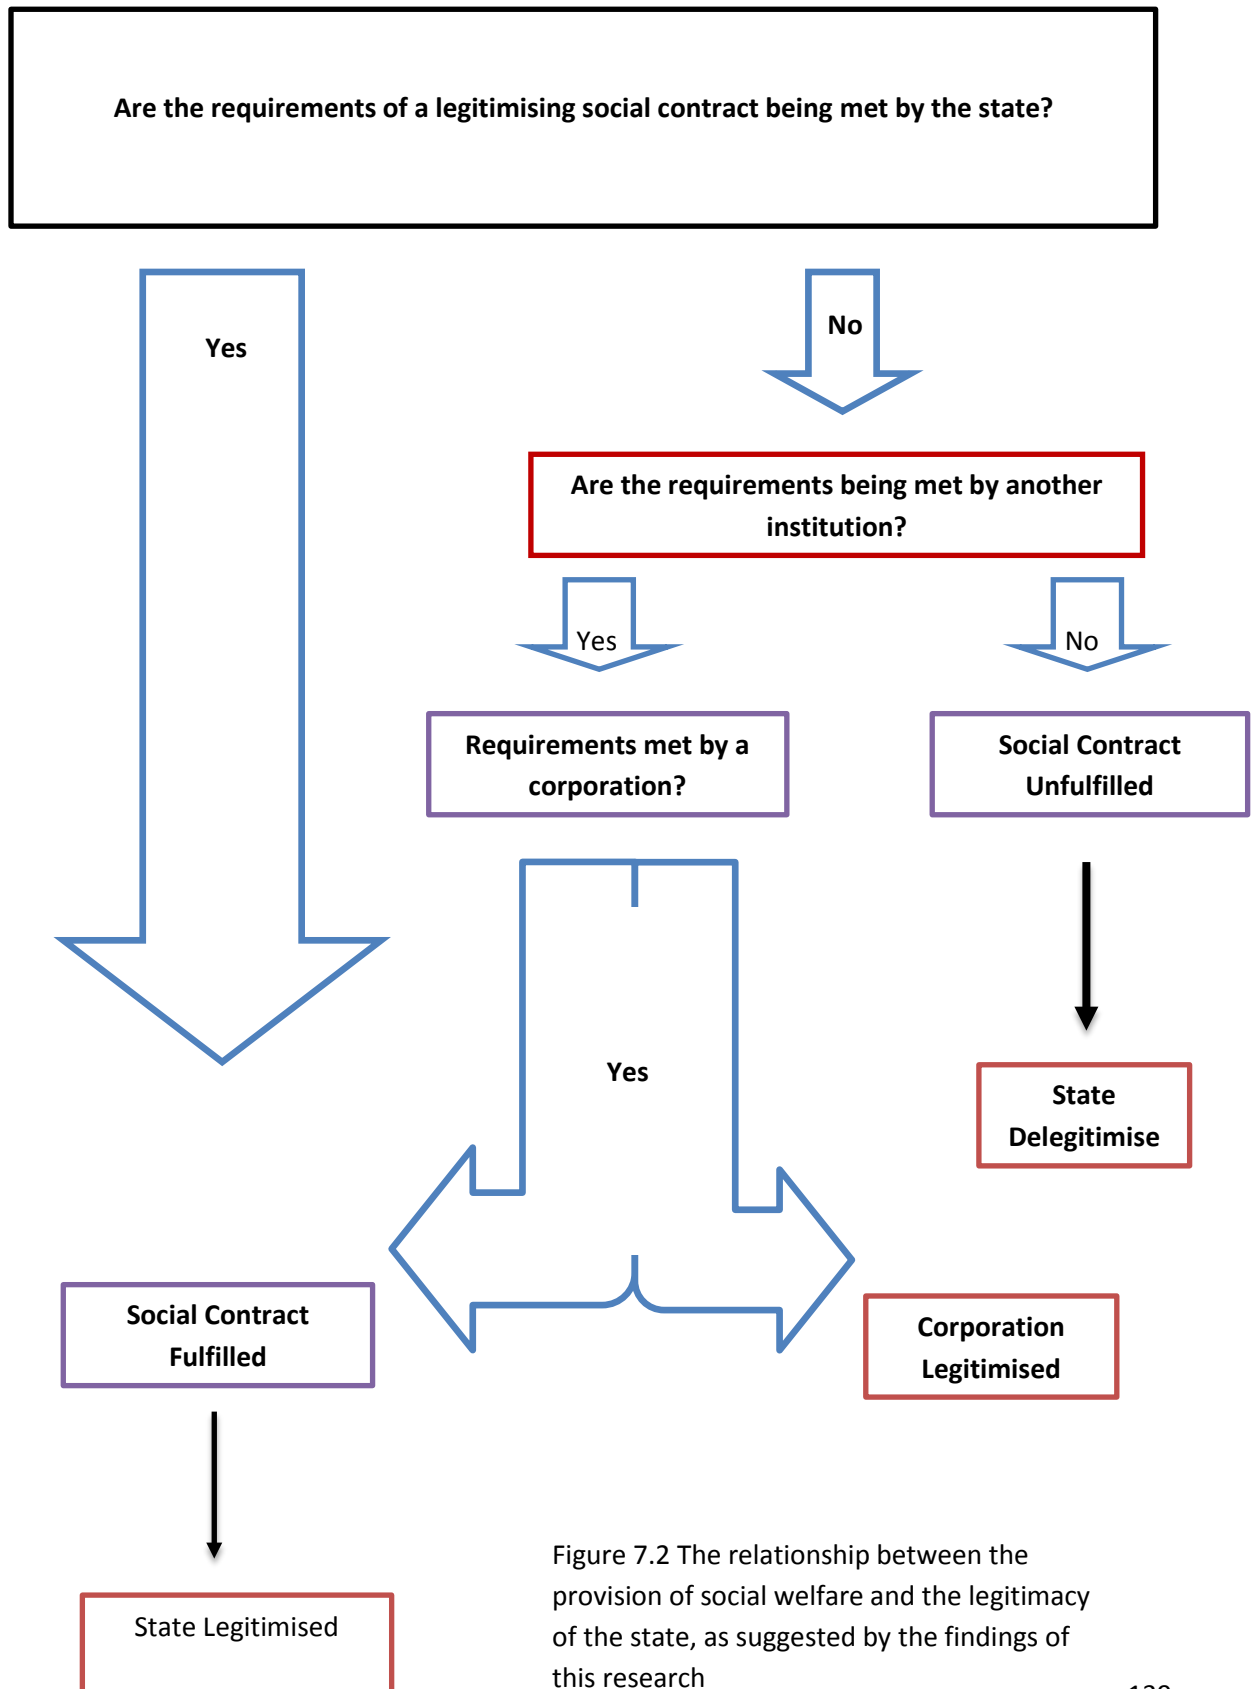 Are the requirements of a legitimising social contract being met by the state?
Yes
No
Are the requirements being met by another
institution?
Yes
No
Requirements met by a
corporation?
Social Contract
Unfulfilled
Yes
State
Delegitimise
Social Contract
Fulfilled
Corporation
Legitimised
State Legitimised
Figure 7.2 The relationship between the
provision of social welfare and the legitimacy
of the state, as suggested by the findings of
this research